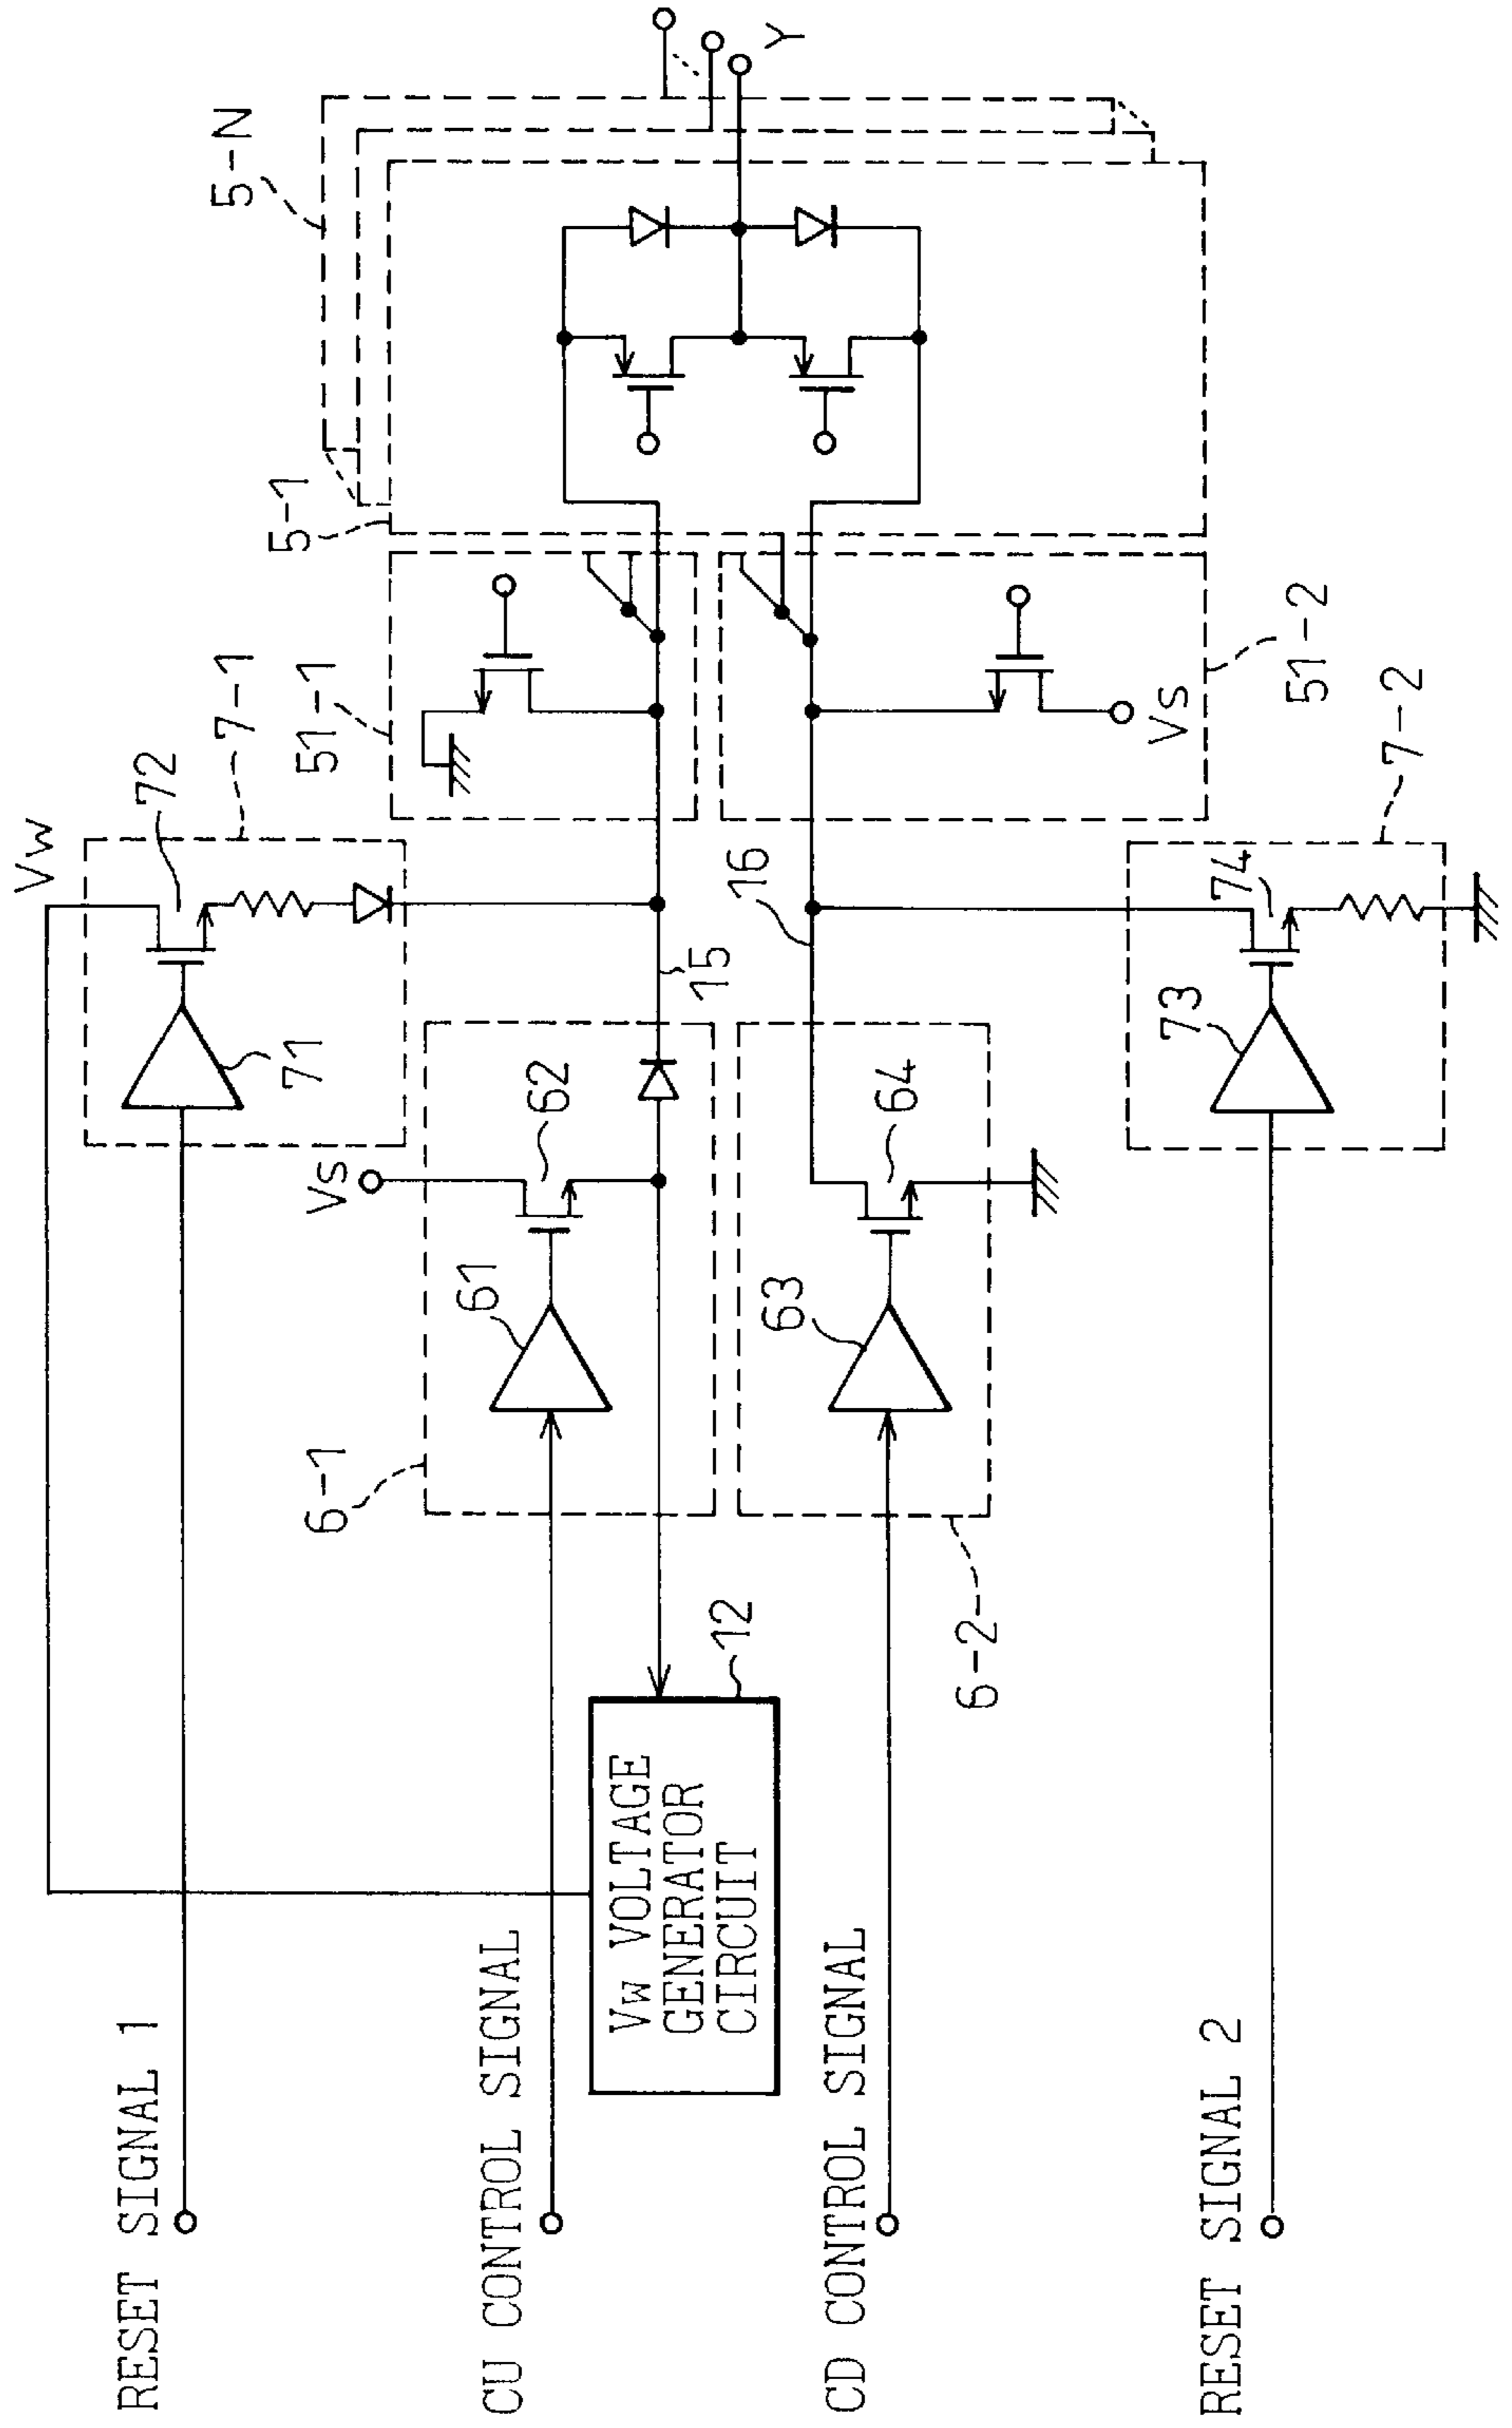 RESET SIGNAL 1
CU CONTROL SIGNAL
Vw VOLTAGE
GENERATOR
CIRCUIT
12
CD CONTROL SIGNAL
RESET SIGNAL 2
Vw
71
72
7-1
6-1
61
62
Vs
15
6-2
63
64
16
73
74
7-2
51-1
51-2
Vs
5-1
5-N
Y